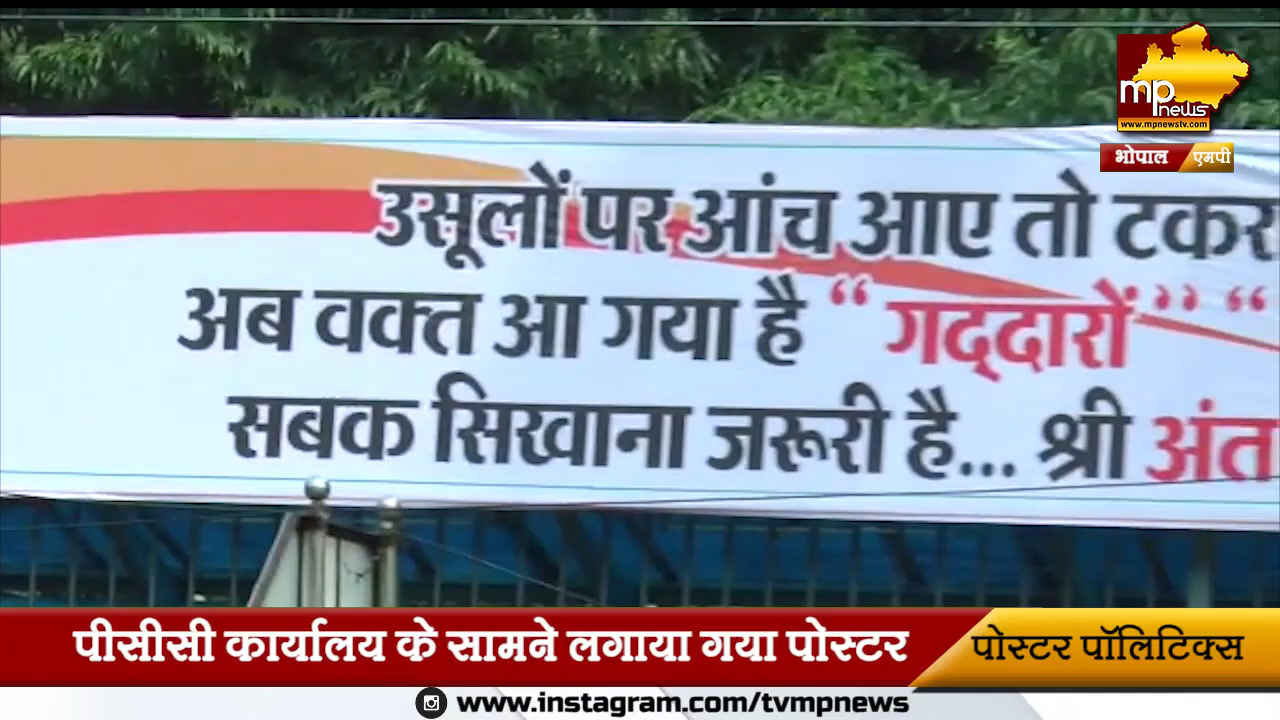 mp
news
www.mpnewstv.com
भोपाल एमपी
उसूलों पर आंच आए तो टकर
अब वक्त आ गया है “गद्दारों” “
सबक सिखाना जरूरी है... श्री अंत
पीसीसी कार्यालय के सामने लगाया गया पोस्टर
पोस्टर पॉलिटिक्स
www.instagram.com/tvmpnews